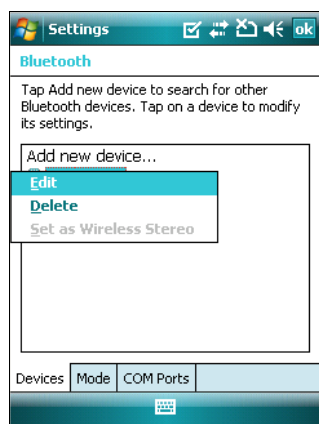 Settings
ok
Bluetooth
Tap Add new device to search for other
Bluetooth devices. Tap on a device to modify
its settings.
Add new device...
Edit
Delete
Set as Wireless Stereo
Devices Mode COM Ports